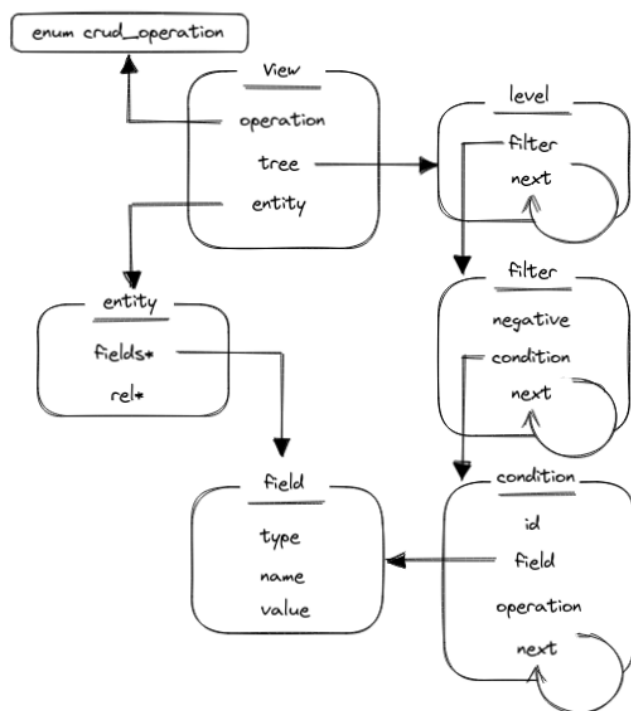 enum crud_operation
View
operation
tree
entity
level
filter
next
entity
fields*
rel*
filter
negative
condition
next
field
type
name
value
condition
id
field
operation
next